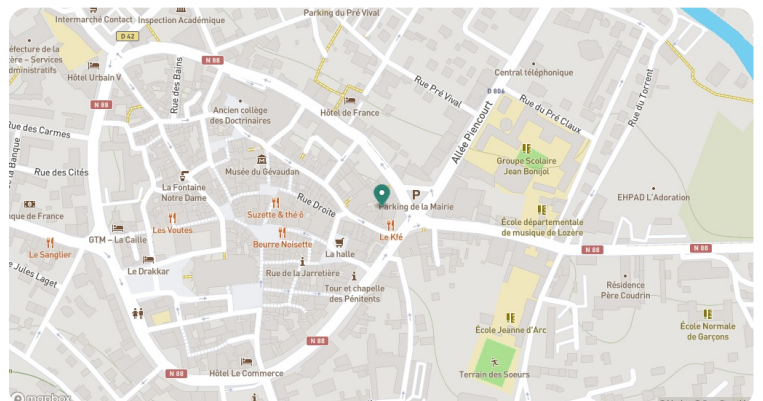 Intermarché Contact
Inspection Académique
Parking du Pré Vival
D 42
éfecture de la
zère – Services
dministratifs
N 88
Hôtel Urbain V
Rue des Bains
Central téléphonique
D 806
Rue Pré Vival
Rue du Pré Claux
Rue du Torrent
N 88
Ancien collège
des Doctrinaires
Hôtel de France
Allée Piencourt
Rue des Carmes
la Banque
Rue des Cités
Musée du Gévaudan
Groupe Scolaire
Jean Bonijol
La Fontaine
Notre Dame
Rue Droite
P
Parking de la Mairie
EHPAD L'Adoration
nque de France
Les Voutes
Suzette & thé ô
Le Klé
École départementale
de musique de Lozère
GTM – La Caille
Beurre Noisette
La halle
N 88
N 88
Le Sanglier
Le Drakkar
Rue de la Jarretière
e Jules Laget
Tour et chapelle
des Pénitents
Résidence
Père Coudrin
École Jeanne d'Arc
École Normale
de Garçons
N 88
N 88
Hôtel Le Commerce
Terrain des Soeurs
mapbox